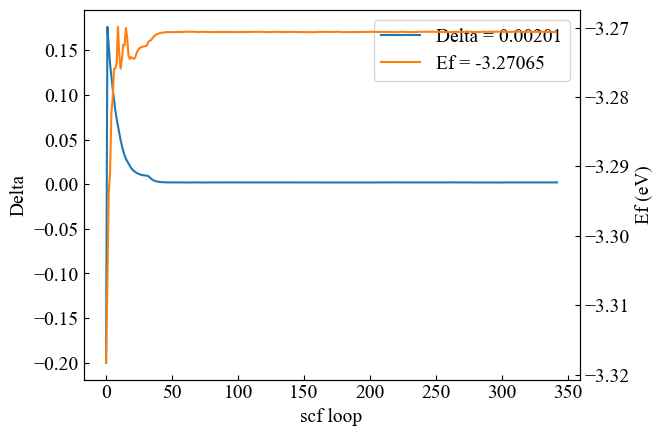 Delta = 0.00201
Ef = -3.27065
0.15
0.10
0.05
0.00
−0.05
−0.10
−0.15
−0.20
Delta
−3.27
−3.28
−3.29
−3.30
−3.31
−3.32
Ef (eV)
0 50 100 150 200 250 300 350
scf loop